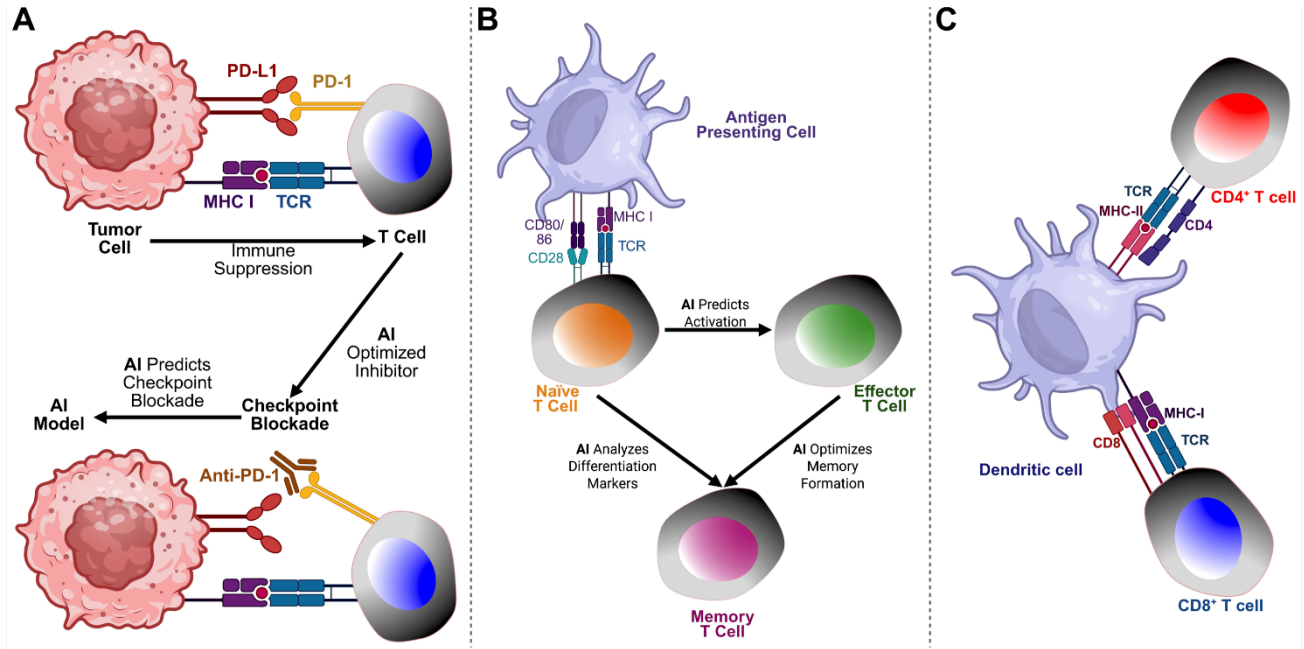 A
PD-L1
PD-1
MHC I
TCR
Tumor
Cell
Immune
Suppression
T Cell
AI
Optimized
Inhibitor
AI Predicts
Checkpoint
Blockade
AI
Model
Checkpoint
Blockade
Anti-PD-1
B
Antigen
Presenting Cell
CD80/
86
CD28
MHC I
TCR
AI Predicts
Activation
Naïve
T Cell
Effector
T Cell
AI Analyzes
Differentiation
Markers
AI Optimizes
Memory
Formation
Memory
T Cell
C
TCR
MHC-II
CD4
CD4⁺ T cell
Dendritic cell
CD8
MHC-I
TCR
CD8⁺ T cell